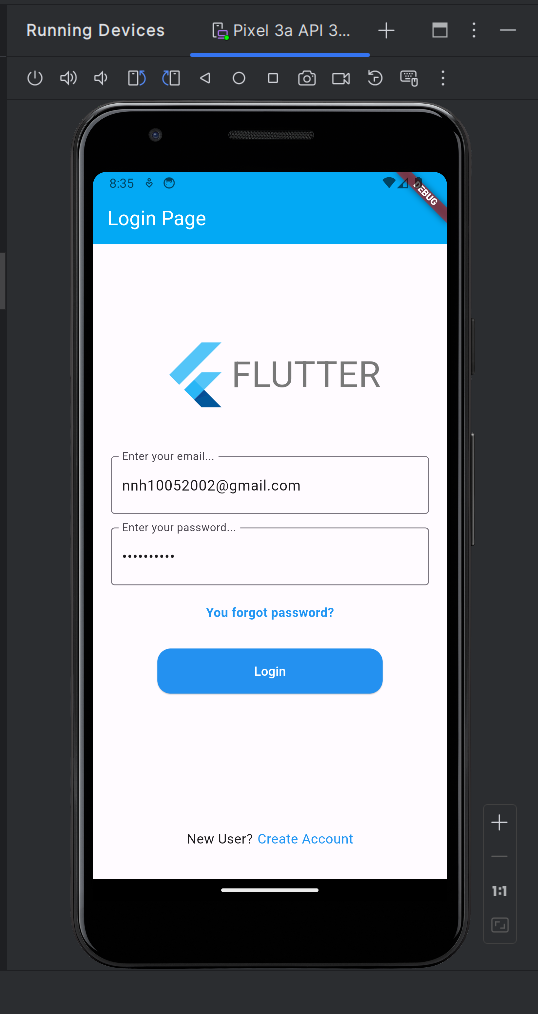 Running Devices
Pixel 3a API 3...
8:35
DEBUG
Login Page
FLUTTER
Enter your email...
nnh10052002@gmail.com
Enter your password...
••••••••••
You forgot password?
Login
New User? Create Account
1:1